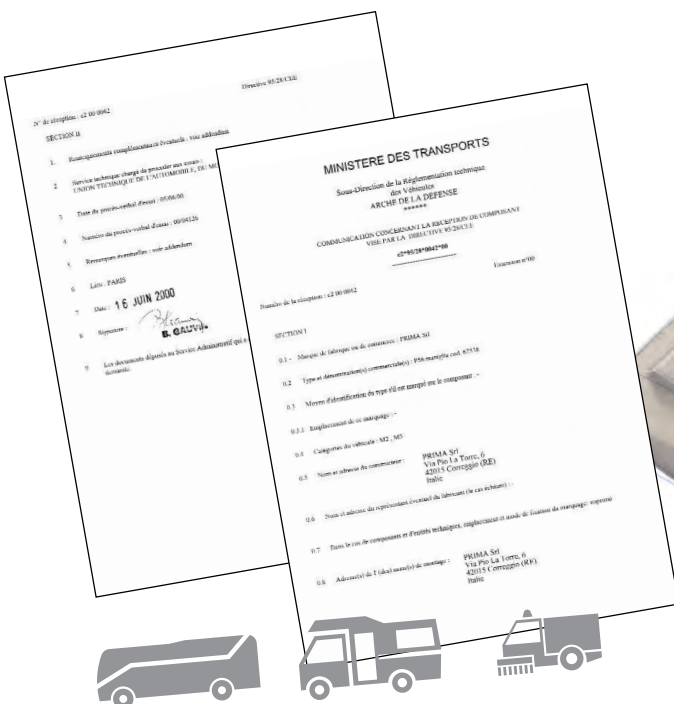 Directive 95/28/CEE
N° de réception : e2 00 0042
SECTION II
1. Renseignements complémentaires éventuels : voir addendum
2 Service technique chargé de procéder aux essais :
UNION TECHNIQUE DE L'AUTOMOBILE, DU MO
3 Date du procès-verbal d'essai : 05/06/00
4 Numéro du procès-verbal d'essai : 00/04126
5 Remarques éventuelles : voir addendum
6 Lieu : PARIS
7 Date : 16 JUIN 2000
8 Signature :
B. GAUVIN
9 Les documents déposés au Service Administratif qui a
demande.
MINISTERE DES TRANSPORTS
Sous-Direction de la Réglementation technique
des Véhicules
ARCHE DE LA DEFENSE
******
COMMUNICATION CONCERNANT LA RECEPTION DE COMPOSANT
VISE PAR LA DIRECTIVE 95/28/CEE
e2*95/28*0042*00
Extension n°00
Numéro de la réception : e2 00 0042
SECTION I
0.1 - Marque de fabrique ou de commerce : PRIMA Srl
0.2 Type et dénomination(s) commerciale(s) : P56 maniglia cod. 67538
0.3 Moyen d'identification du type s'il est marqué sur le composant : -
0.3.1 Emplacement de ce marquage : -
0.4 Catégories du véhicule : M2 , M3
0.5 Nom et adresse du constructeur : PRIMA Srl
Via Pio La Torre, 6
42015 Correggio (RE)
Italie
0.6 Nom et adresse du représentant éventuel du fabricant (le cas échéant) : -
0.7 Dans le cas de composants et d'entités techniques, emplacement et mode de fixation du marquage:
0.8 Adresse(s) de l' (des) usine(s) de montage : PRIMA Srl
Via Pio La Torre, 6
42015 Correggio (RE)
Italie